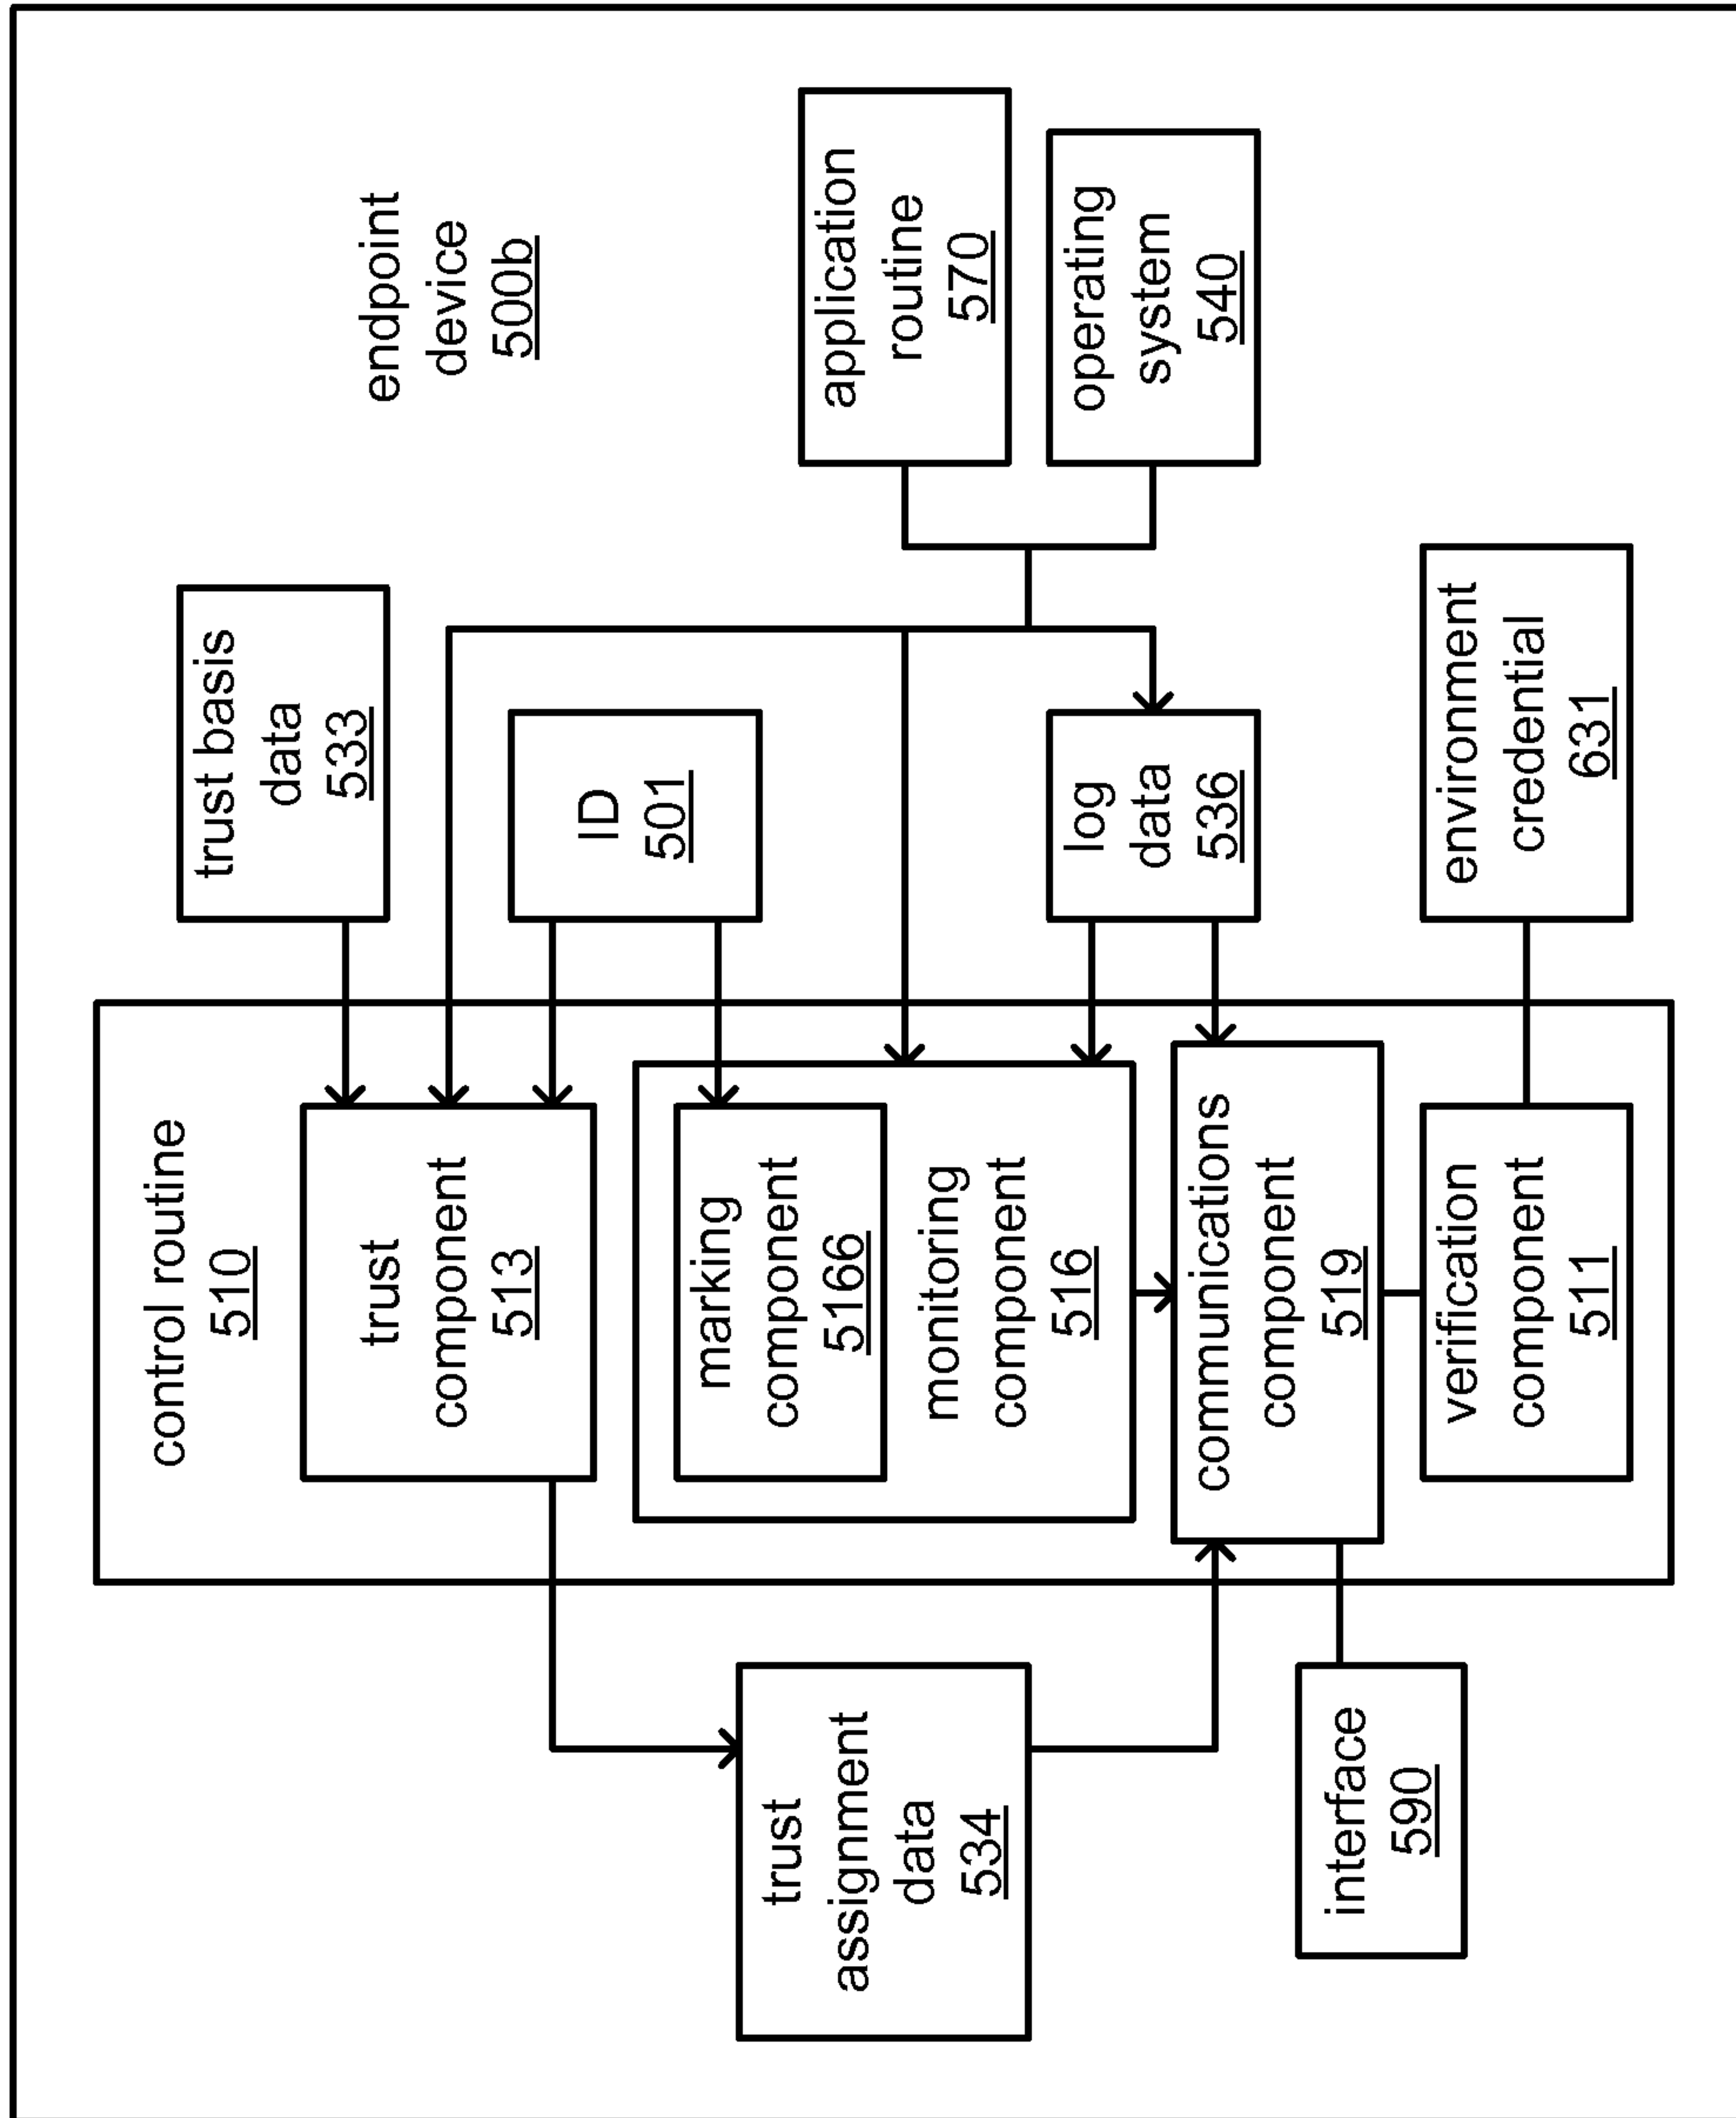 endpoint
device
500b
trust basis
data
533
ID
501
application
routine
570
operating
system
540
log
data
536
environment
credential
631
control routine
510
trust
component
513
marking
component
5166
monitoring
component
516
communications
component
519
verification
component
511
trust
assignment
data
534
interface
590